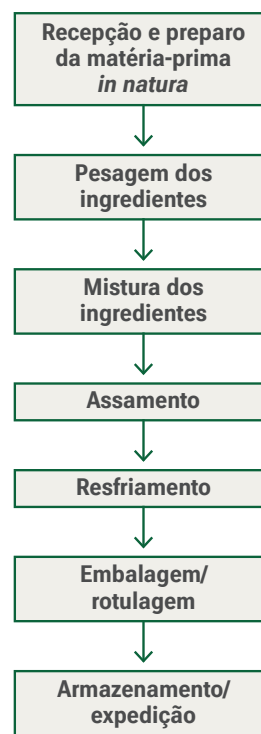 Recepção e preparo
da matéria-prima
in natura
Pesagem dos
ingredientes
Mistura dos
ingredientes
Assamento
Resfriamento
Embalagem/
rotulagem
Armazenamento/
expedição